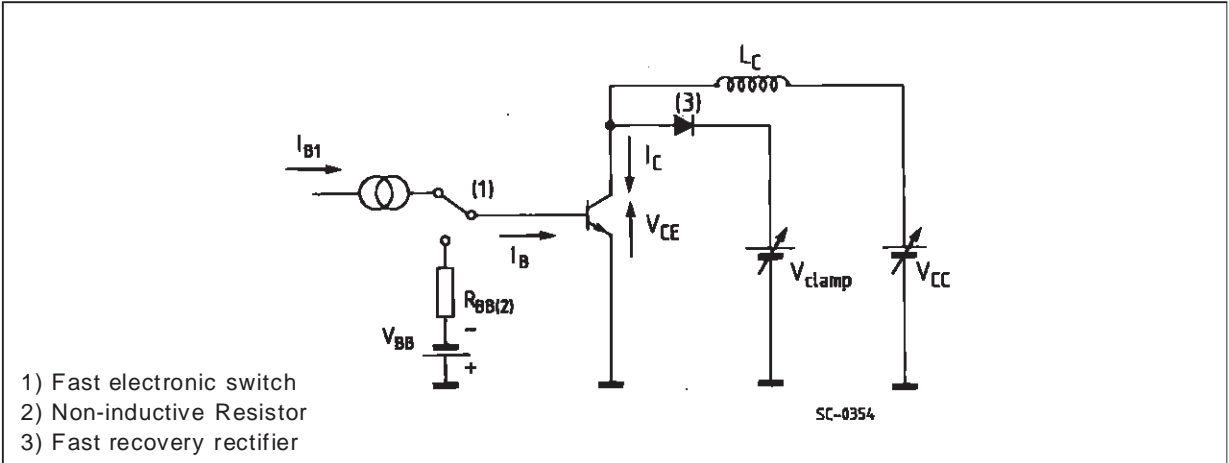 L_C
(3)
I_B1
(1)
I_C
V_CE
I_B
R_BB(2)
V_clamp
V_CC
V_BB
-
+
1) Fast electronic switch
2) Non-inductive Resistor
3) Fast recovery rectifier
SC-0354